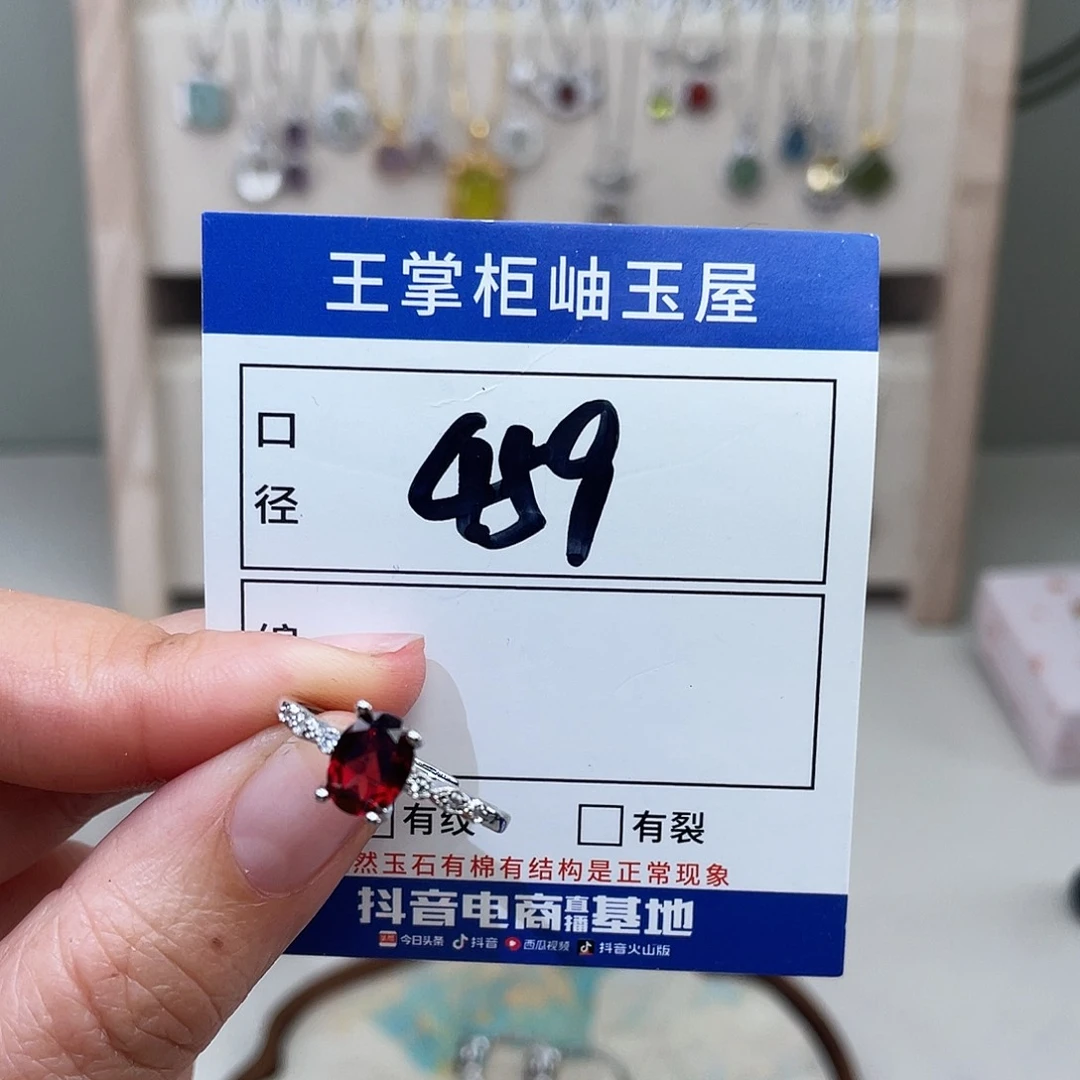 王掌柜岫玉屋
口径
459
有纹
有裂
然玉石有棉有结构是正常现象
抖音电商直播基地
今日头条 抖音 西瓜视频 抖音火山版